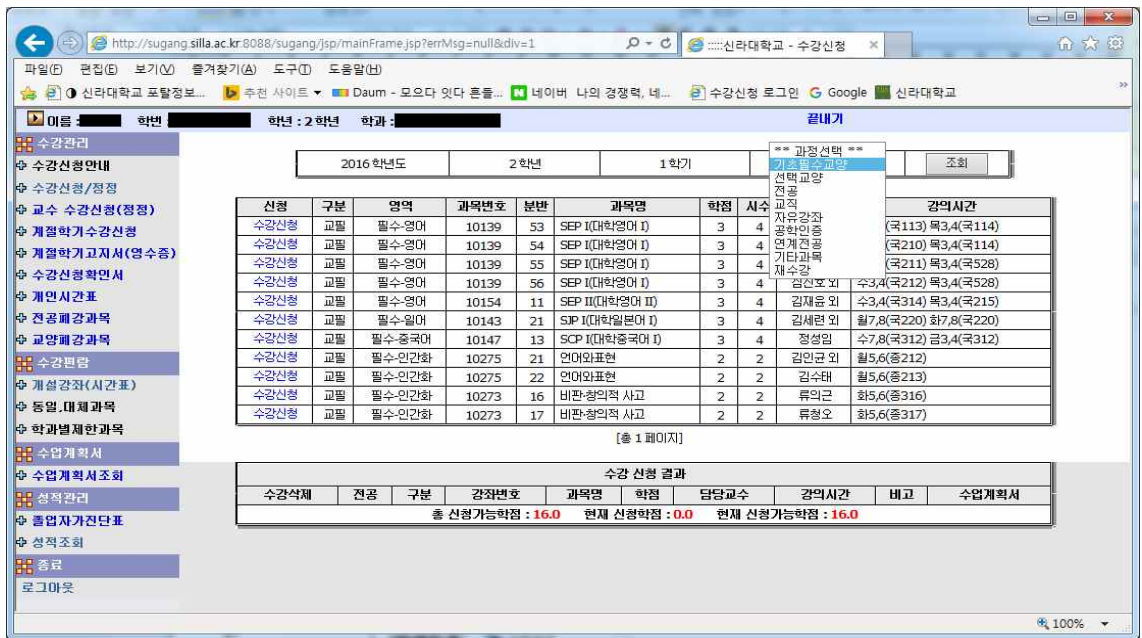 http://sugang.silla.ac.kr:8088/sugang/jsp/mainFrame.jsp?errMsg=null&div=1
:::::신라대학교 - 수강신청
파일(F) 편집(E) 보기(V) 즐겨찾기(A) 도구(T) 도움말(H)
신라대학교 포탈정보... 추천 사이트 Daum - 모으다 잇다 흔들... 네이버 나의 경쟁력, 네... 수강신청 로그인 Google 신라대학교
이름 : 학번 : 학년 : 2학년 학과 : 끝내기
수강관리
수강신청안내
수강신청/정정
교수 수강신청(정정)
계절학기수강신청
계절학기고지서(영수증)
수강신청확인서
개인시간표
전공폐강과목
교양폐강과목
수강편람
개설강좌(시간표)
동일,대체과목
학과별제한과목
수업계획서
수업계획서조회
성적관리
졸업자가진단표
성적조회
종료
로그아웃
2016 학년도 2 학년 1 학기 조회
** 과정선택 **
기초필수교양
선택교양
전공
교직
자유강좌
공학인증
연계전공
기타과목
재수강
신청 구분 영역 과목번호 분반 과목명 학점 시수 강의시간
수강신청 교필 필수-영어 10139 53 SEP I(대학영어 I) 3 4 (국113) 목3,4(국114)
수강신청 교필 필수-영어 10139 54 SEP I(대학영어 I) 3 4 (국210) 목3,4(국114)
수강신청 교필 필수-영어 10139 55 SEP I(대학영어 I) 3 4 (국211) 목3,4(국528)
수강신청 교필 필수-영어 10139 56 SEP I(대학영어 I) 3 4 김진호 외 수3,4(국212) 목3,4(국528)
수강신청 교필 필수-영어 10154 11 SEP II(대학영어 II) 3 4 김재윤 외 수3,4(국314) 목3,4(국215)
수강신청 교필 필수-일어 10143 21 SJP I(대학일본어 I) 3 4 김세련 외 월7,8(국220) 화7,8(국220)
수강신청 교필 필수-중국어 10147 13 SCP I(대학중국어 I) 3 4 정성임 수7,8(국312) 금3,4(국312)
수강신청 교필 필수-인간화 10275 21 언어와표현 2 2 김인규 외 월5,6(종212)
수강신청 교필 필수-인간화 10275 22 언어와표현 2 2 김수태 월5,6(종213)
수강신청 교필 필수-인간화 10273 16 비판·창의적 사고 2 2 류의근 화5,6(종316)
수강신청 교필 필수-인간화 10273 17 비판·창의적 사고 2 2 류청오 화5,6(종317)
[총 1 페이지]
수강 신청 결과
수강삭제 전공 구분 강좌번호 과목명 학점 담당교수 강의시간 비고 수업계획서
총 신청가능학점 : 16.0 현재 신청학점 : 0.0 현재 신청가능학점 : 16.0
100%